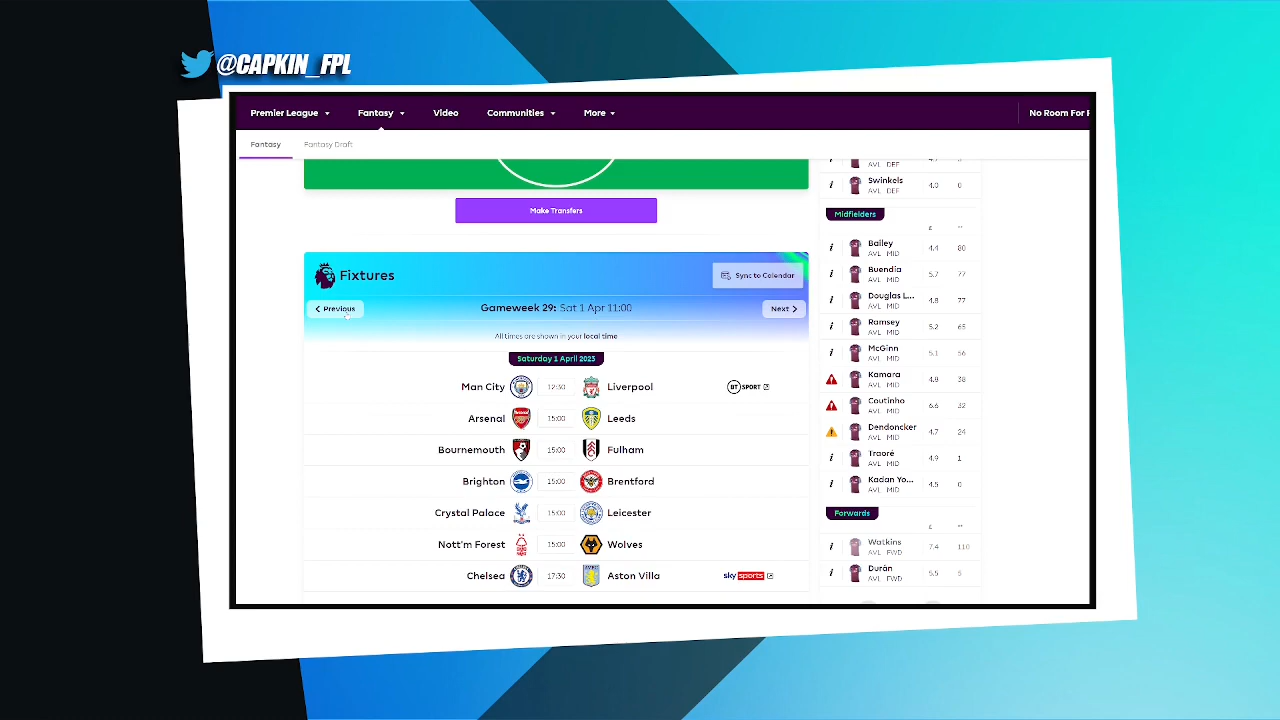 @CAPKIN_FPL
Premier League
Fantasy
Video
Communities
More
No Room For
Fantasy
Fantasy Draft
AVL DEF
Swinkels 4.0 0
AVL DEF
Make Transfers
Midfielders
£ **
Bailey 4.4 80
AVL MID
Buendia 5.7 77
AVL MID
Douglas L... 4.8 77
AVL MID
Ramsey 5.2 65
AVL MID
McGinn 5.1 56
AVL MID
Kamara 4.8 38
AVL MID
Coutinho 6.6 32
AVL MID
Dendoncker 4.7 24
AVL MID
Traoré 4.9 1
AVL MID
Kadan Yo... 4.5 0
AVL MID
Forwards
£ **
Watkins 7.4 110
AVL FWD
Durán 5.5 5
AVL FWD
Fixtures
Sync to Calendar
Previous
Gameweek 29: Sat 1 Apr 11:00
Next
All times are shown in your local time
Saturday 1 April 2023
Man City 12:30 Liverpool BT SPORT
Arsenal 15:00 Leeds
Bournemouth 15:00 Fulham
Brighton 15:00 Brentford
Crystal Palace 15:00 Leicester
Nott'm Forest 15:00 Wolves
Chelsea 17:30 Aston Villa sky sports